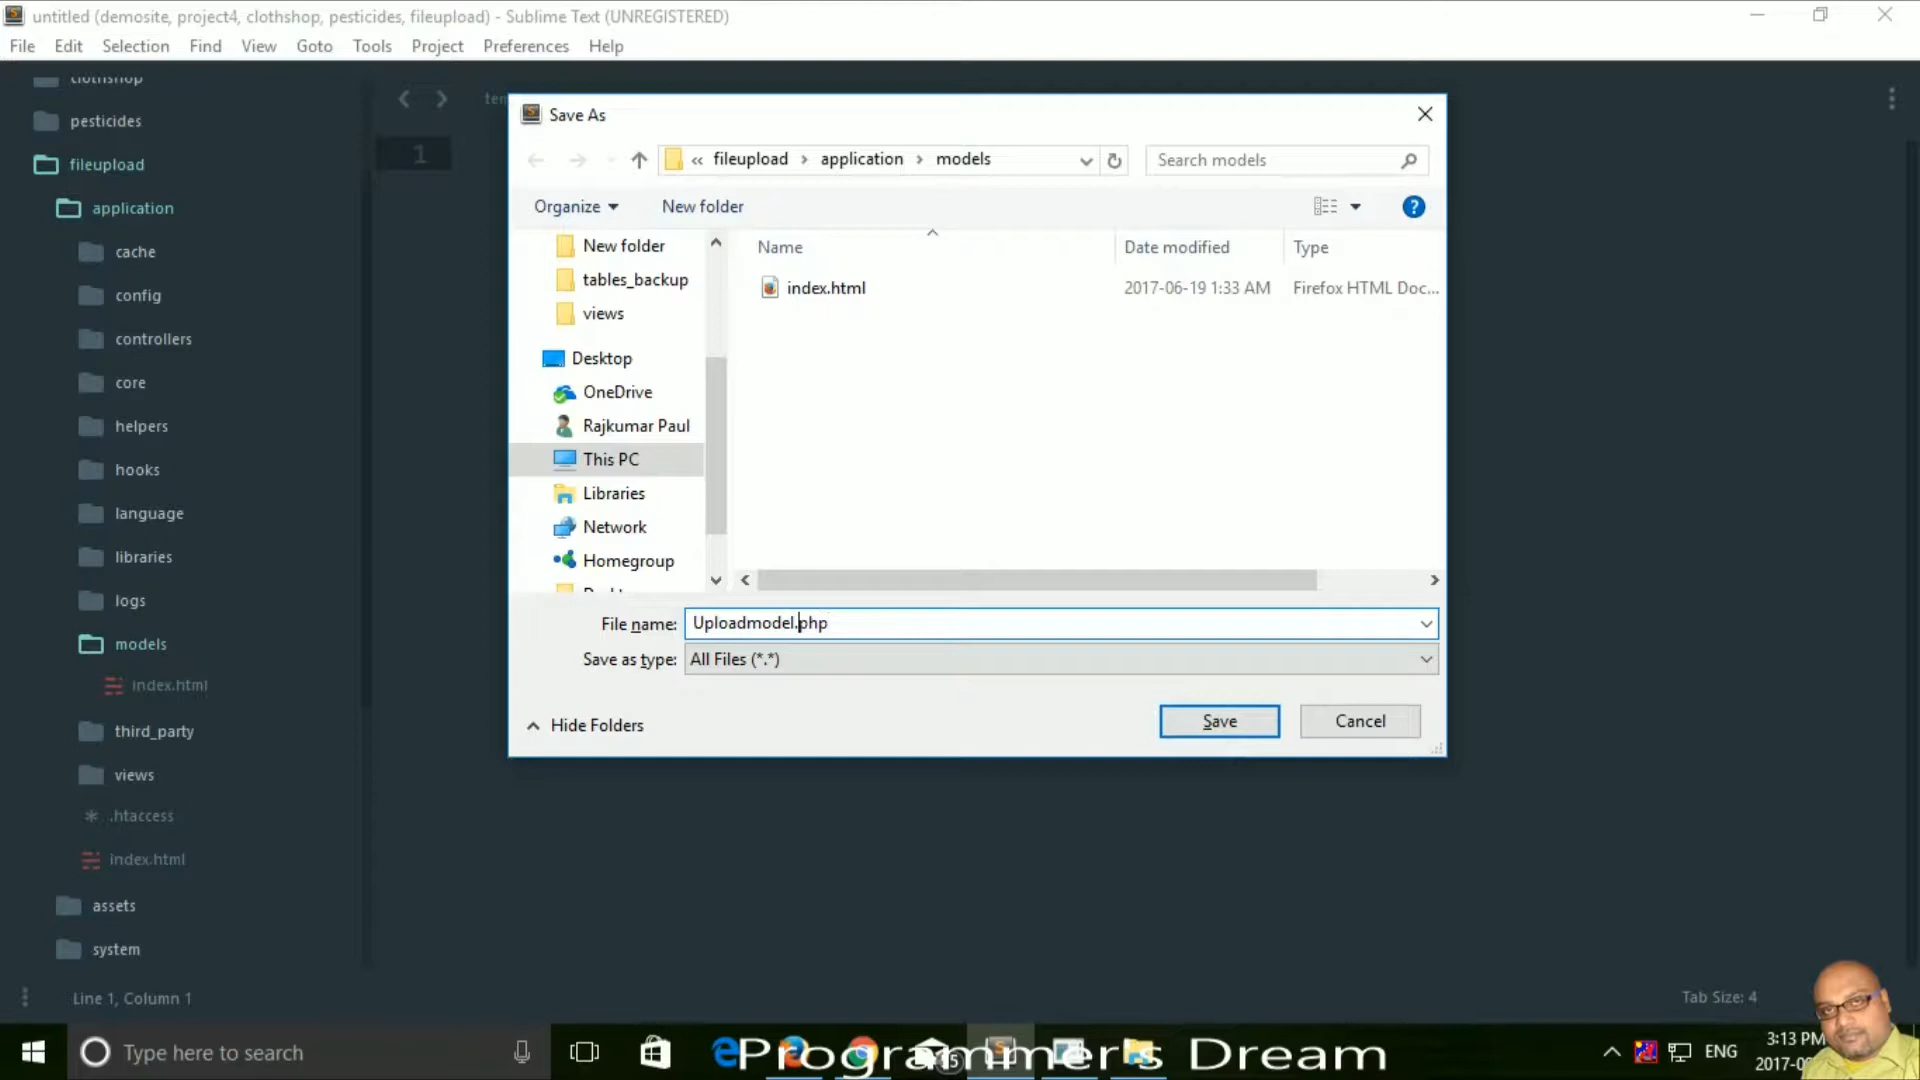 untitled (demosite, project4, clothshop, pesticides, fileupload) - Sublime Text (UNREGISTERED)
File Edit Selection Find View Goto Tools Project Preferences Help
clothshop
pesticides
fileupload
application
cache
config
controllers
core
helpers
hooks
language
libraries
logs
models
index.html
third_party
views
.htaccess
index.html
assets
system
1
Save As
« fileupload › application › models
Search models
Organize
New folder
New folder
tables_backup
views
Desktop
OneDrive
Rajkumar Paul
This PC
Libraries
Network
Homegroup
Name Date modified Type
index.html 2017-06-19 1:33 AM Firefox HTML Doc...
File name: Uploadmodel.php
Save as type: All Files (*.*)
Hide Folders
Save
Cancel
Line 1, Column 1
Tab Size: 4
Type here to search
Programmer's Dream
ENG
3:13 PM